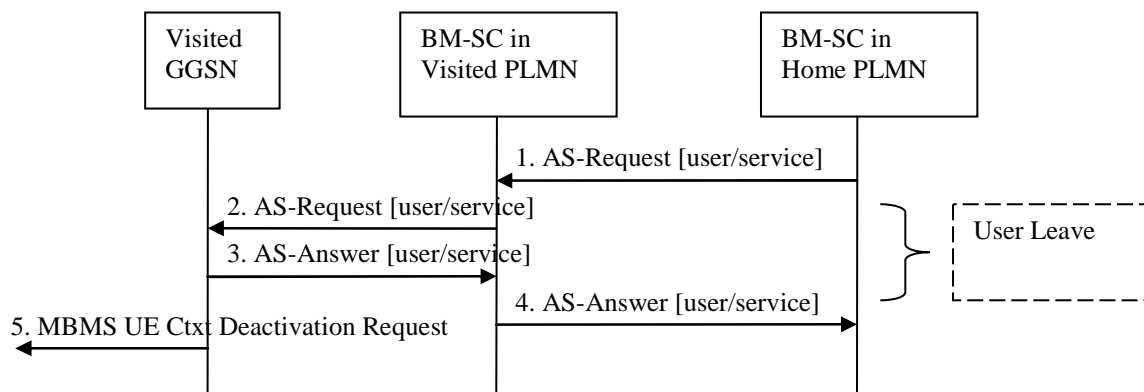 Visited
GGSN
BM-SC in
Visited PLMN
BM-SC in
Home PLMN
1. AS-Request [user/service]
2. AS-Request [user/service]
User Leave
3. AS-Answer [user/service]
4. AS-Answer [user/service]
5. MBMS UE Ctxt Deactivation Request